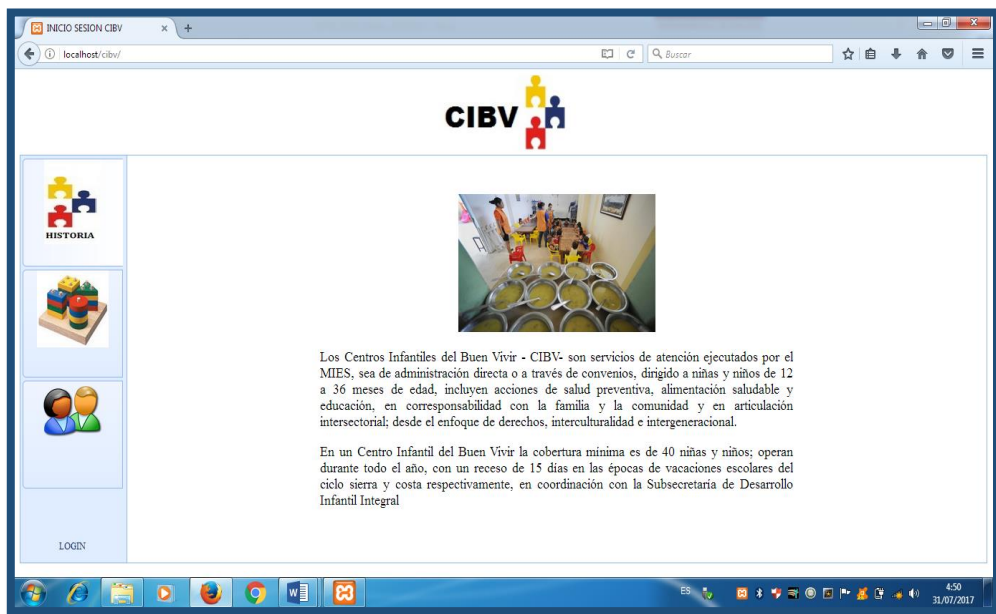 INICIO SESION CIBV
localhost/cibv/
Buscar
CIBV
HISTORIA
Los Centros Infantiles del Buen Vivir - CIBV- son servicios de atención ejecutados por el
MIES, sea de administración directa o a través de convenios, dirigido a niñas y niños de 12
a 36 meses de edad, incluyen acciones de salud preventiva, alimentación saludable y
educación, en corresponsabilidad con la familia y la comunidad y en articulación
intersectorial; desde el enfoque de derechos, interculturalidad e intergeneracional.
En un Centro Infantil del Buen Vivir la cobertura mínima es de 40 niñas y niños; operan
durante todo el año, con un receso de 15 días en las épocas de vacaciones escolares del
ciclo sierra y costa respectivamente, en coordinación con la Subsecretaría de Desarrollo
Infantil Integral
LOGIN
ES
4:50
31/07/2017